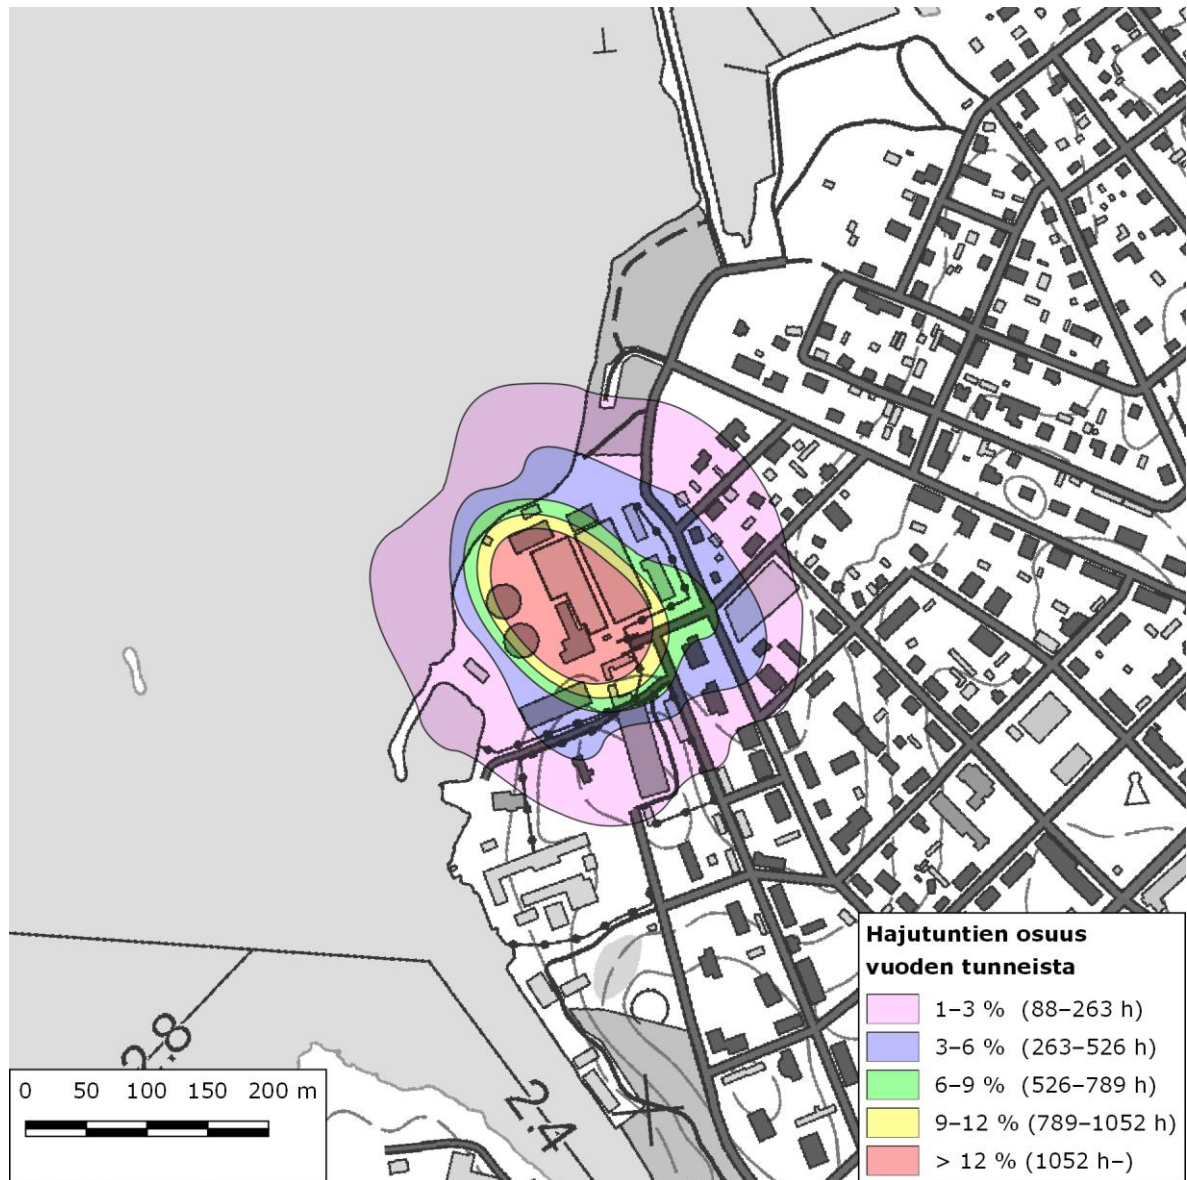 2.8
2.4
0 50 100 150 200 m
Hajutuntien osuus
vuoden tunneista
1–3 % (88–263 h)
3–6 % (263–526 h)
6–9 % (526–789 h)
9–12 % (789–1052 h)
> 12 % (1052 h–)